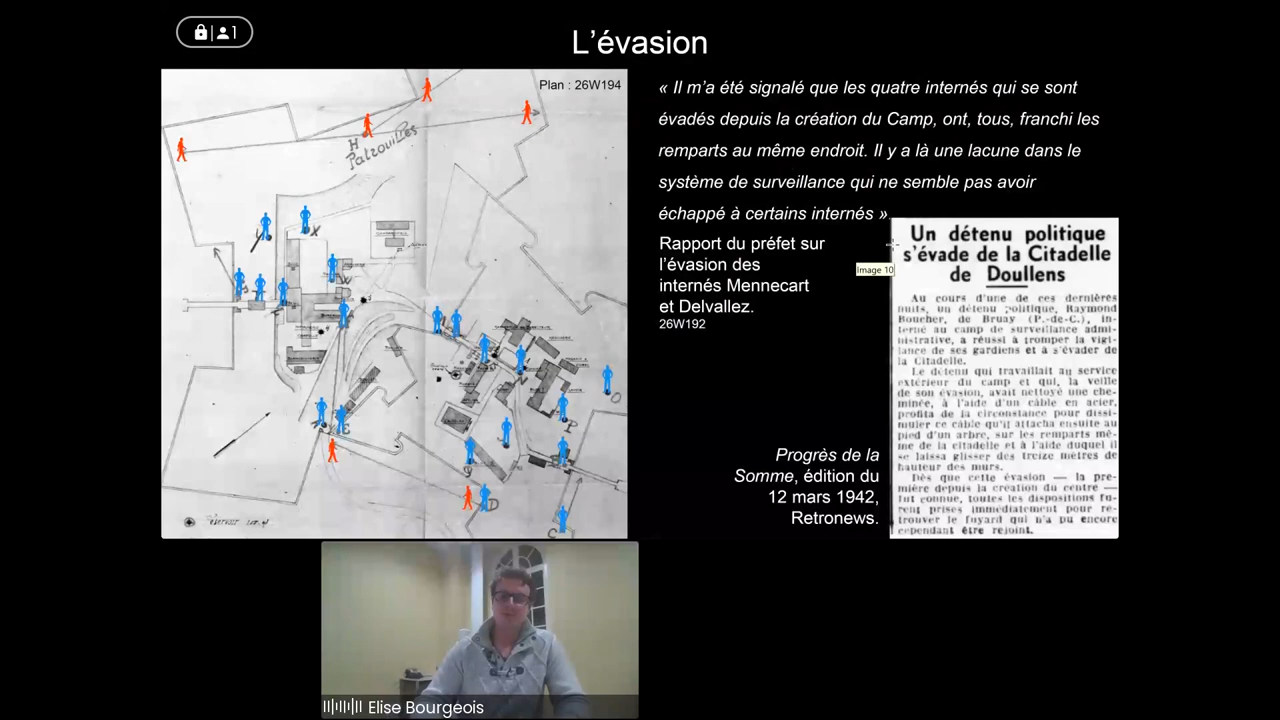 1
L'évasion
Plan : 26W194
H
Patrouilles
X
E
O
P
D
C
« Il m'a été signalé que les quatre internés qui se sont
évadés depuis la création du Camp, ont, tous, franchi les
remparts au même endroit. Il y a là une lacune dans le
système de surveillance qui ne semble pas avoir
échappé à certains internés »
Rapport du préfet sur
l'évasion des
internés Mennecart
et Delvallez.
26W192
Image 10
Un détenu politique
s'évade de la Citadelle
de Doullens
Au cours d'une de ces dernières
nuits, un détenu politique, Raymond
Boucher, de Bruay (P.-de-C.), in-
terné au camp de surveillance admi-
nistrative, a réussi à tromper la vigi-
lance de ses gardiens et à s'évader de
la Citadelle.
Le détenu qui travaillait au service
extérieur du camp et qui, la veille
de son évasion, avait nettoyé une che-
minée, à l'aide d'un câble en acier,
profita de la circonstance pour dissi-
muler ce câble qu'il attacha ensuite au
pied d'un arbre, sur les remparts mê-
me de la citadelle et à l'aide duquel il
se laissa glisser des treize mètres de
hauteur des murs.
Dès que cette évasion — la pre-
mière depuis la création du centre —
fut connue, toutes les dispositions fu-
rent prises immédiatement pour re-
trouver le fuyard qui n'a pu encore
cependant être rejoint.
Progrès de la
Somme, édition du
12 mars 1942,
Retronews.
Elise Bourgeois